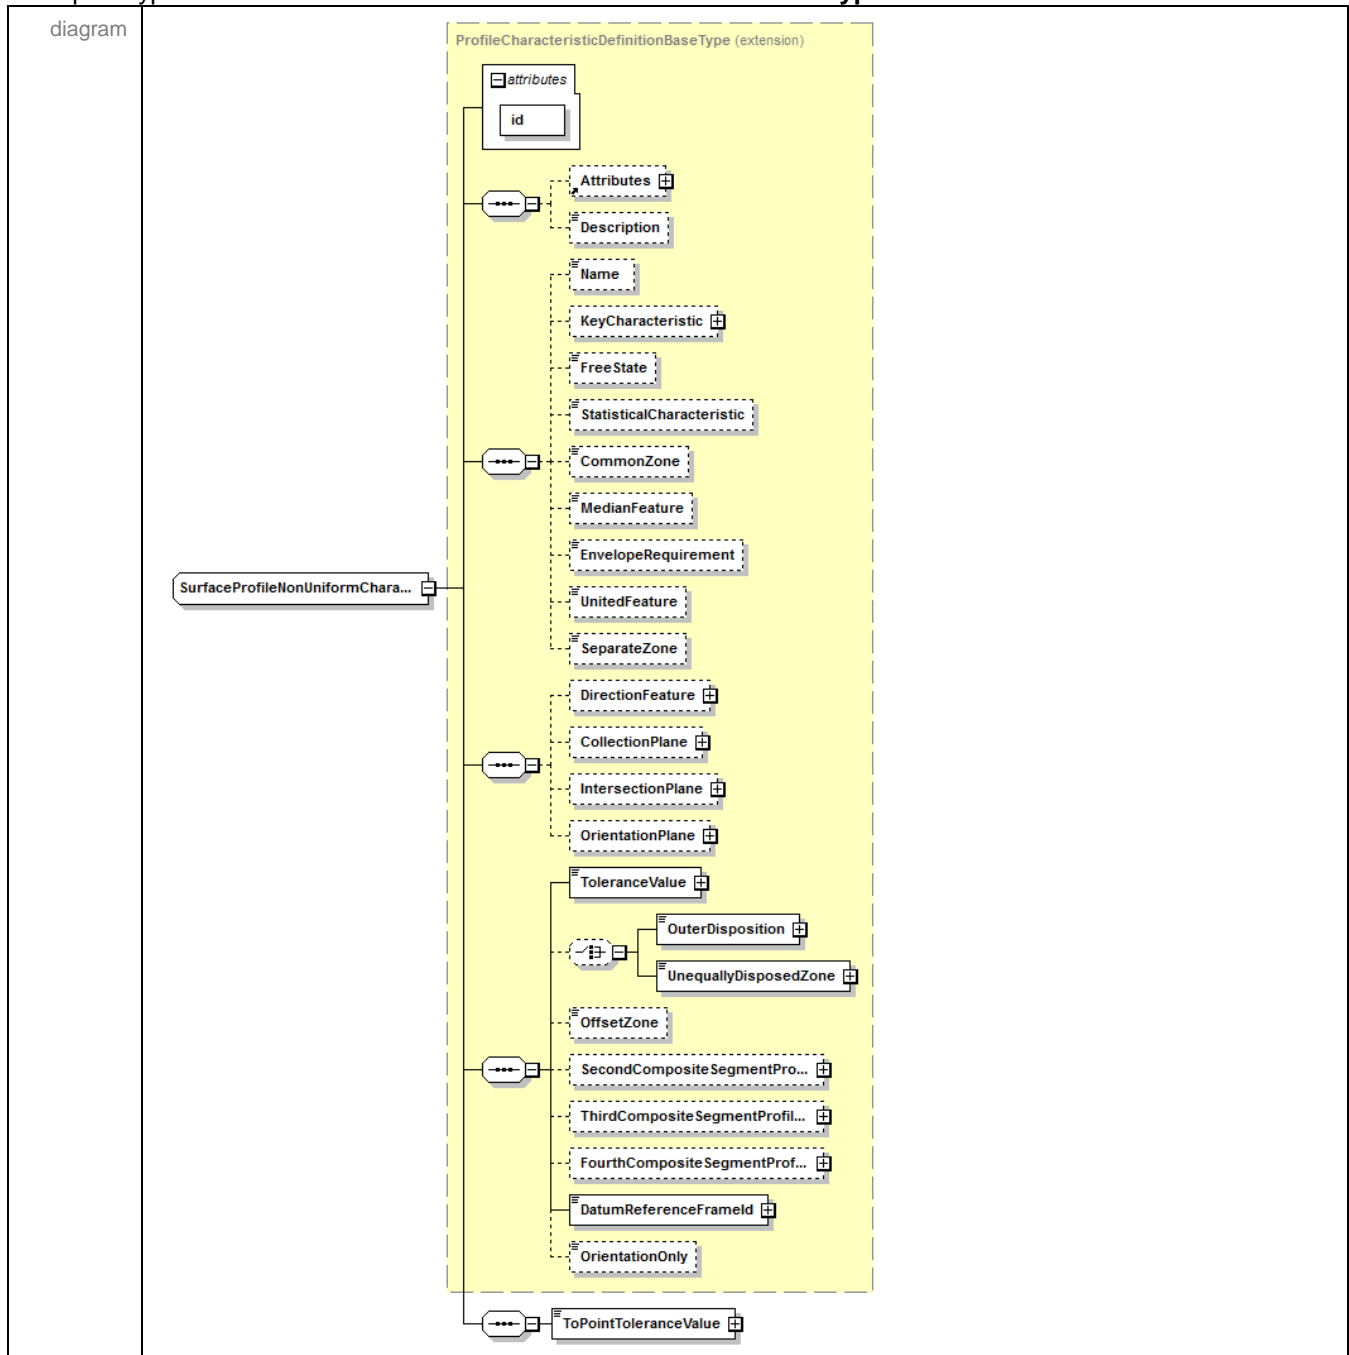 diagram
ProfileCharacteristicDefinitionBaseType (extension)
attributes
id
Attributes
Description
Name
KeyCharacteristic
FreeState
StatisticalCharacteristic
CommonZone
MedianFeature
EnvelopeRequirement
UnitedFeature
SeparateZone
SurfaceProfileNonUniformChara...
DirectionFeature
CollectionPlane
IntersectionPlane
OrientationPlane
ToleranceValue
OuterDisposition
UnequallyDisposedZone
OffsetZone
SecondCompositeSegmentPro...
ThirdCompositeSegmentProfil...
FourthCompositeSegmentProf...
DatumReferenceFrameId
OrientationOnly
ToPointToleranceValue